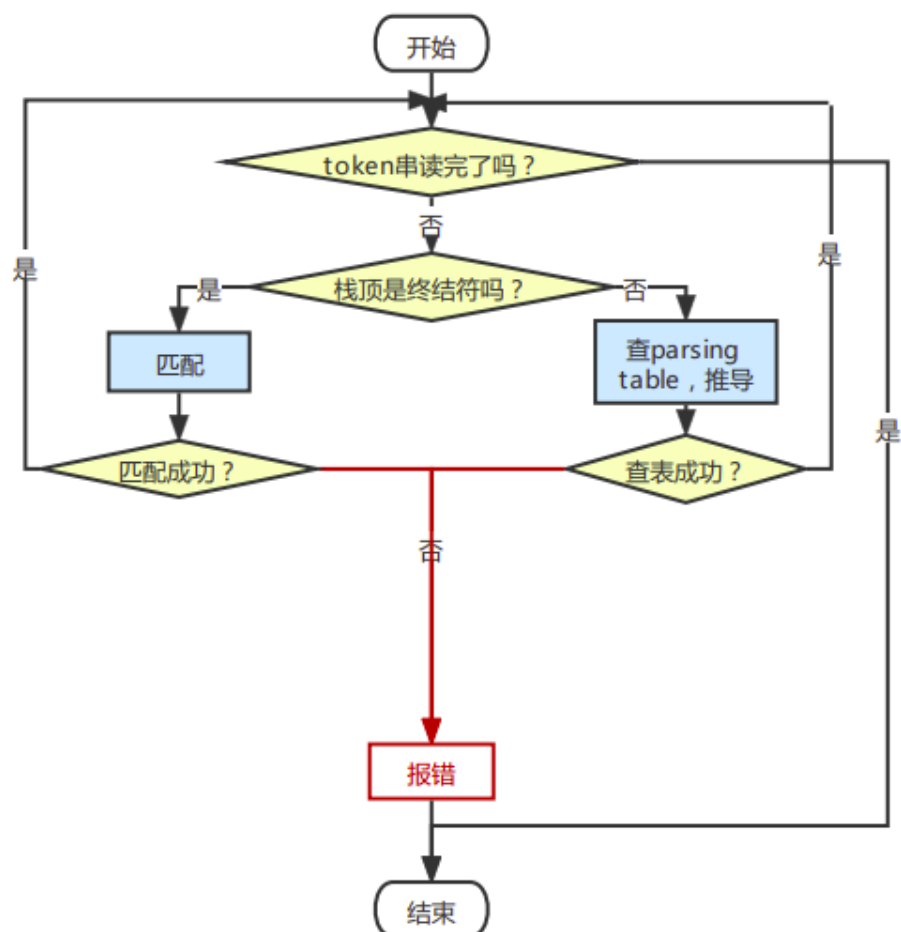 开始
token串读完了吗？
否
是
栈顶是终结符吗？
是
是
否
匹配
查parsing
table，推导
是
匹配成功？
查表成功？
否
报错
结束